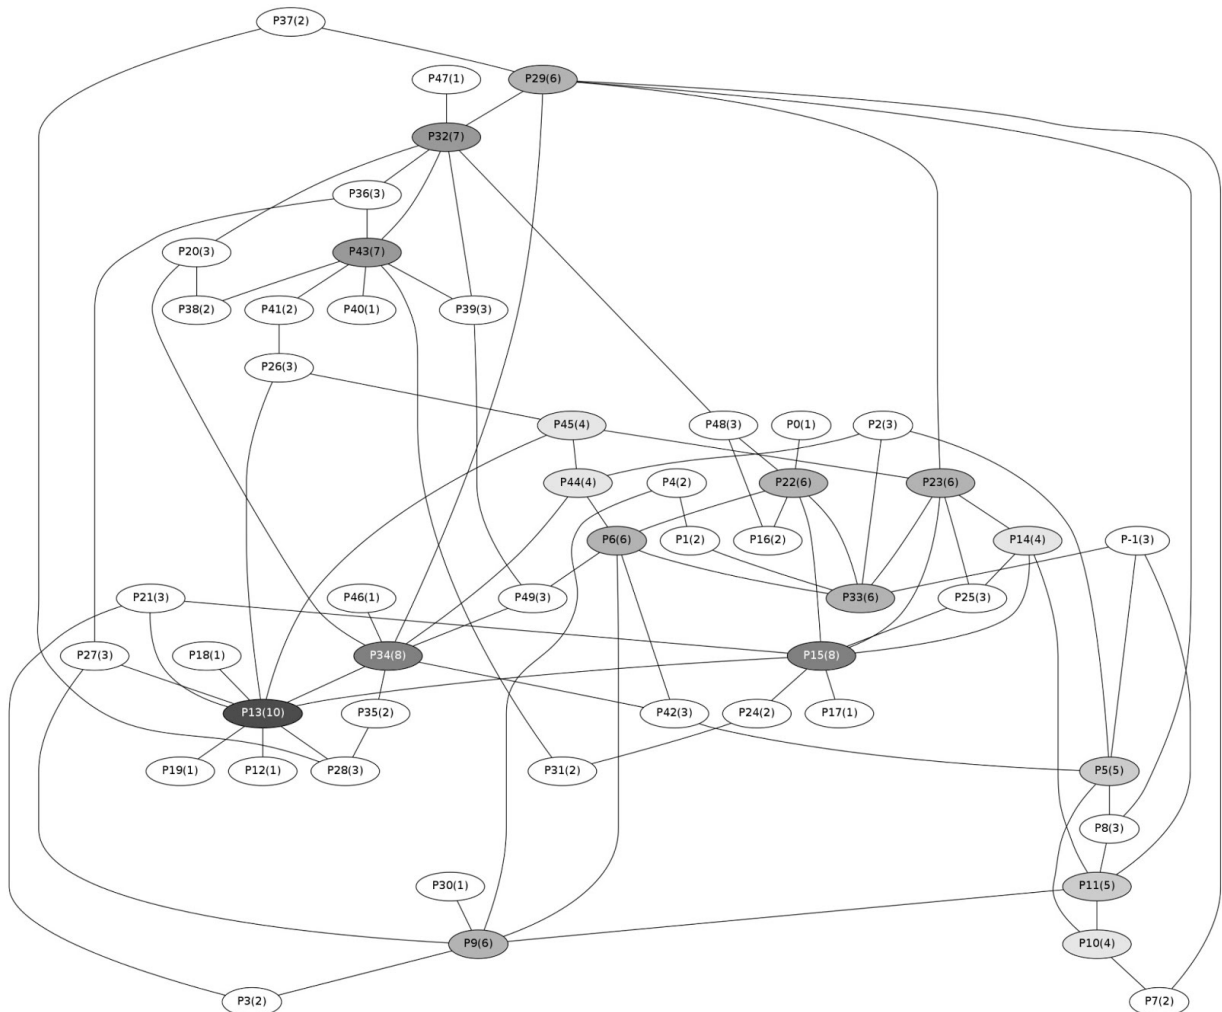 P37(2)
P47(1)
P29(6)
P32(7)
P36(3)
P20(3)
P43(7)
P38(2)
P41(2)
P40(1)
P39(3)
P26(3)
P45(4)
P48(3)
P0(1)
P2(3)
P44(4)
P4(2)
P22(6)
P23(6)
P6(6)
P1(2)
P16(2)
P14(4)
P-1(3)
P21(3)
P46(1)
P49(3)
P33(6)
P25(3)
P27(3)
P18(1)
P34(8)
P15(8)
P13(10)
P35(2)
P42(3)
P24(2)
P17(1)
P19(1)
P12(1)
P28(3)
P31(2)
P5(5)
P8(3)
P30(1)
P11(5)
P9(6)
P10(4)
P3(2)
P7(2)